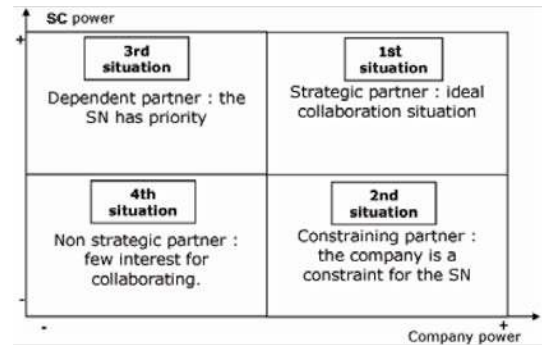 SC power
+
3rd
situation
Dependent partner : the
SN has priority
1st
situation
Strategic partner : ideal
collaboration situation
4th
situation
Non strategic partner :
few interest for
collaborating.
2nd
situation
Constraining partner :
the company is a
constraint for the SN
-
-
+
Company power